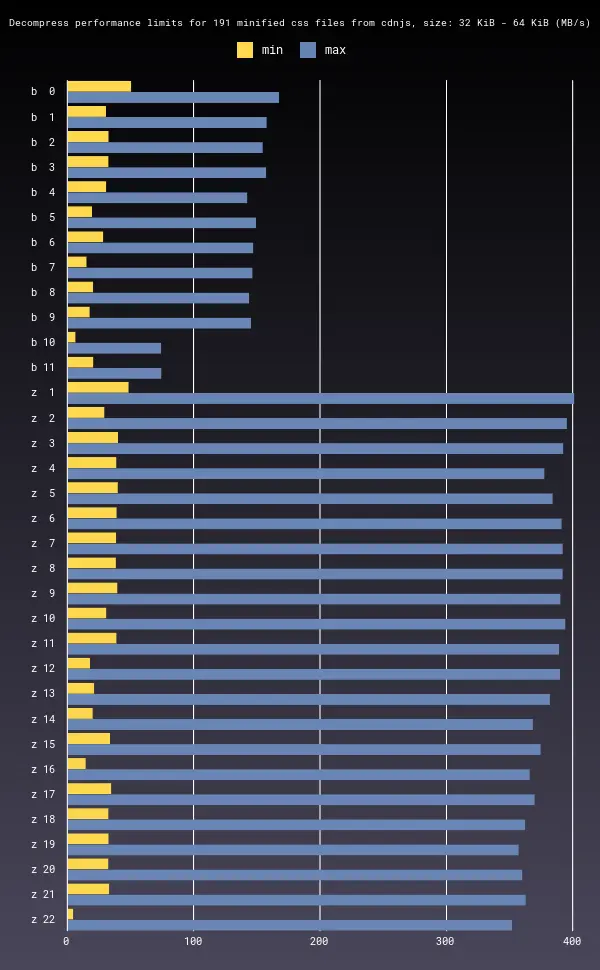 Decompress performance limits for 191 minified css files from cdnjs, size: 32 KiB - 64 KiB (MB/s)
min max
b 0
b 1
b 2
b 3
b 4
b 5
b 6
b 7
b 8
b 9
b 10
b 11
z 1
z 2
z 3
z 4
z 5
z 6
z 7
z 8
z 9
z 10
z 11
z 12
z 13
z 14
z 15
z 16
z 17
z 18
z 19
z 20
z 21
z 22
0 100 200 300 400